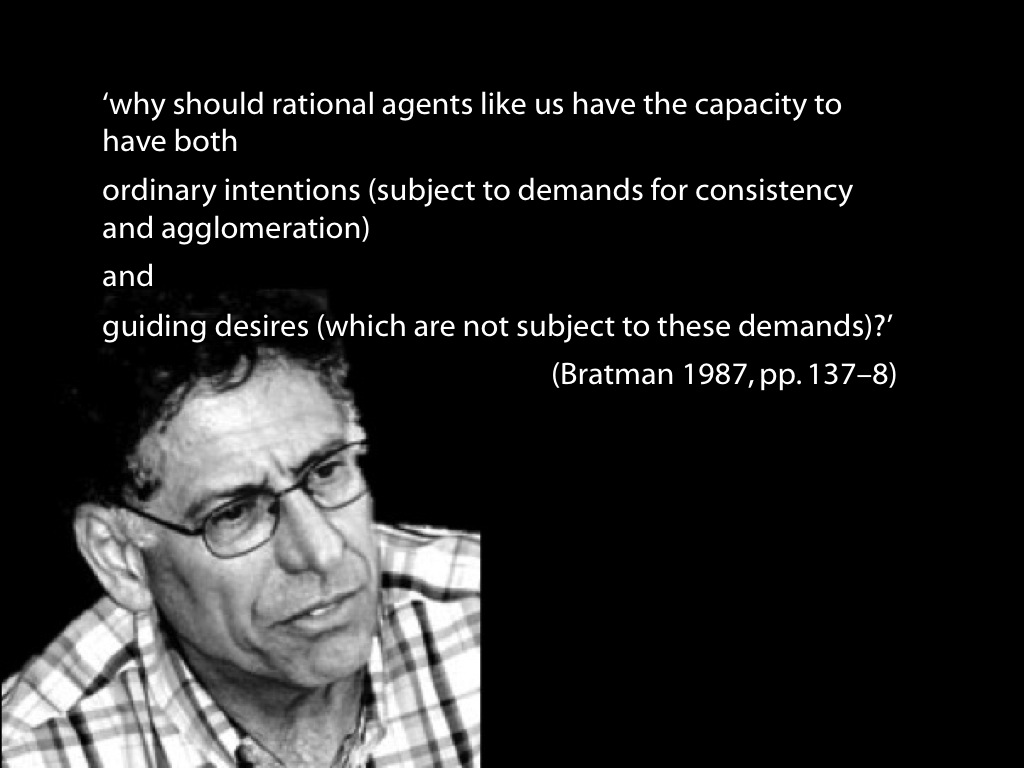 ‘why should rational agents like us have the capacity to
have both
ordinary intentions (subject to demands for consistency
and agglomeration)
and
guiding desires (which are not subject to these demands)?’
(Bratman 1987, pp. 137–8)